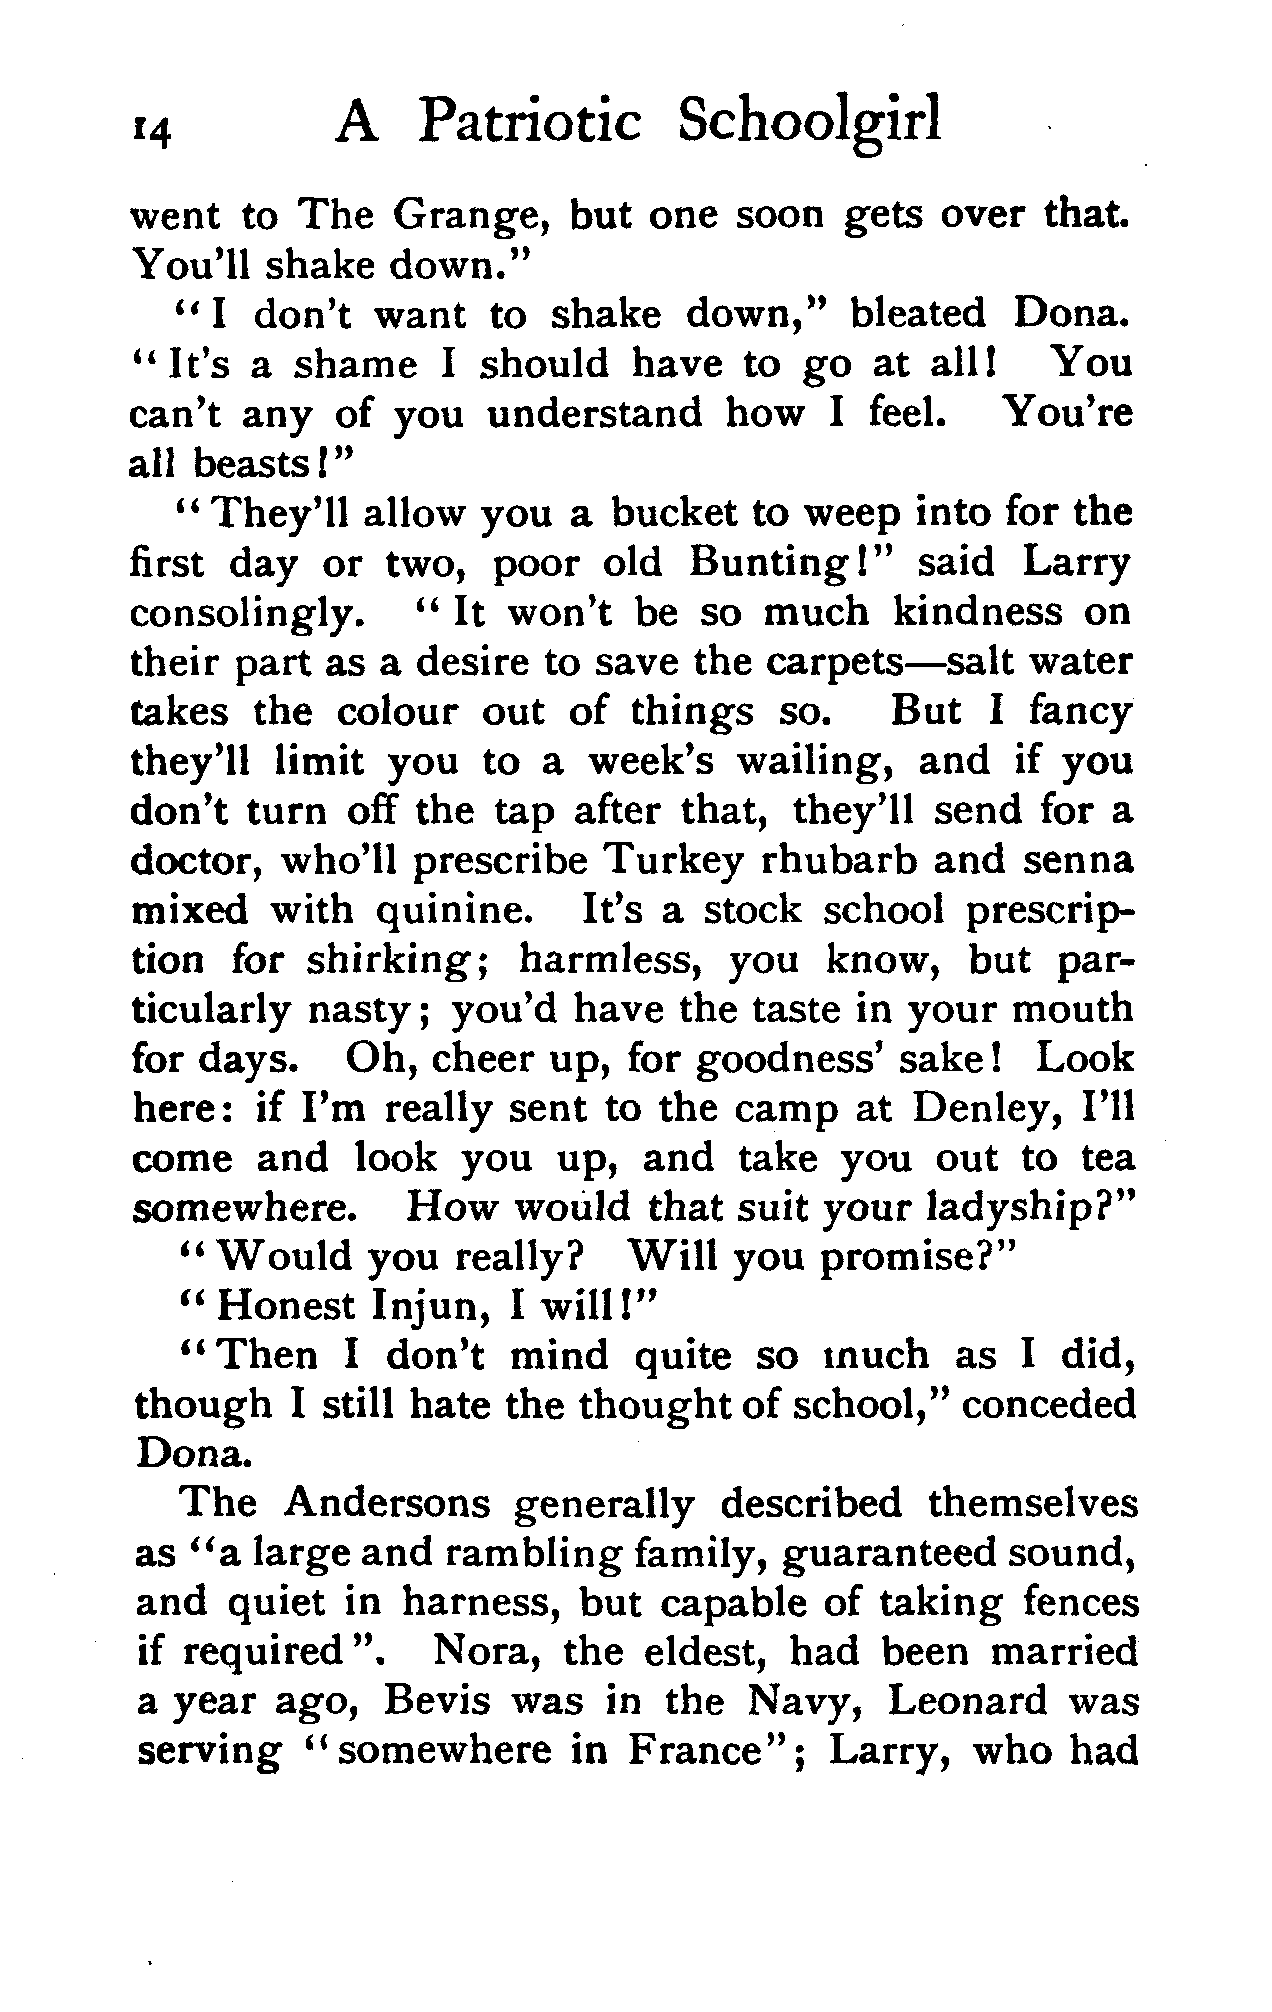 14 A Patriotic Schoolgirl
went to The Grange, but one soon gets over that.
You'll shake down."
"I don't want to shake down," bleated Dona.
"It's a shame I should have to go at all! You
can't any of you understand how I feel. You're
all beasts!"
"They'll allow you a bucket to weep into for the
first day or two, poor old Bunting!" said Larry
consolingly. "It won't be so much kindness on
their part as a desire to save the carpets—salt water
takes the colour out of things so. But I fancy
they'll limit you to a week's wailing, and if you
don't turn off the tap after that, they'll send for a
doctor, who'll prescribe Turkey rhubarb and senna
mixed with quinine. It's a stock school prescrip-
tion for shirking; harmless, you know, but par-
ticularly nasty; you'd have the taste in your mouth
for days. Oh, cheer up, for goodness' sake! Look
here: if I'm really sent to the camp at Denley, I'll
come and look you up, and take you out to tea
somewhere. How would that suit your ladyship?"
"Would you really? Will you promise?"
"Honest Injun, I will!"
"Then I don't mind quite so much as I did,
though I still hate the thought of school," conceded
Dona.
The Andersons generally described themselves
as "a large and rambling family, guaranteed sound,
and quiet in harness, but capable of taking fences
if required". Nora, the eldest, had been married
a year ago, Bevis was in the Navy, Leonard was
serving "somewhere in France"; Larry, who had